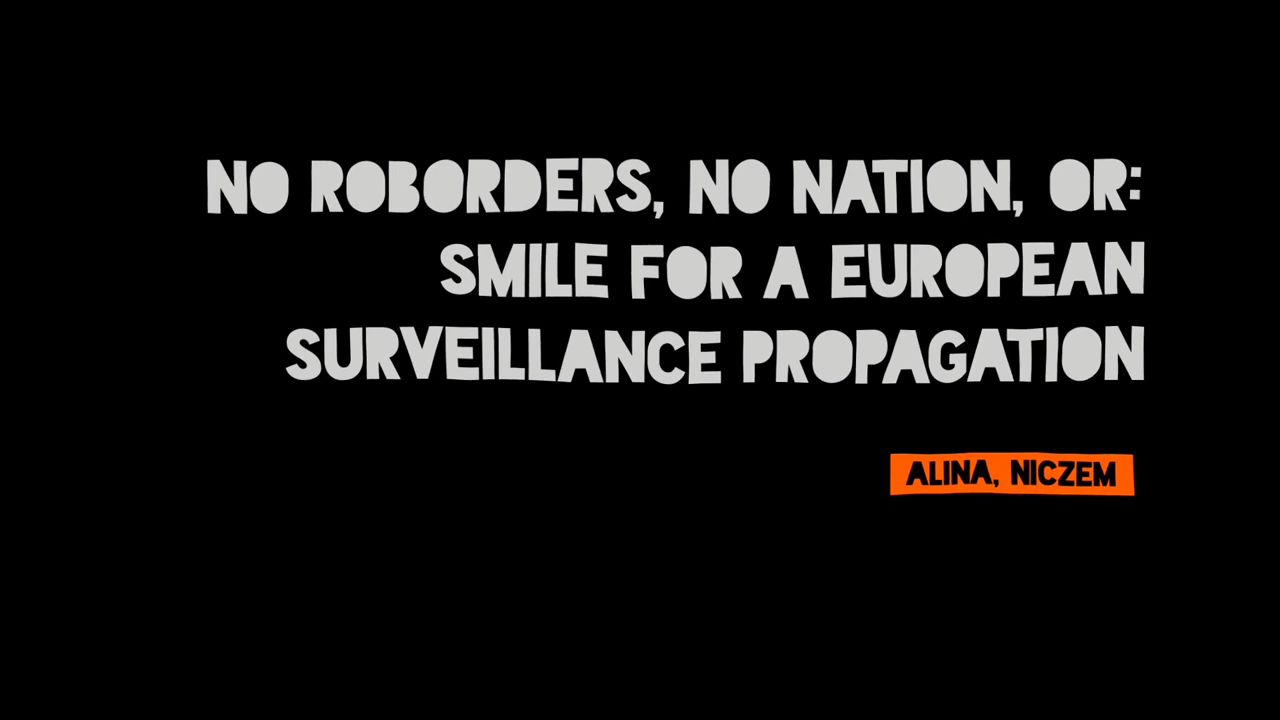 NO ROBORDERS, NO NATION, OR:
SMILE FOR A EUROPEAN
SURVEILLANCE PROPAGATION
ALINA, NICZEM